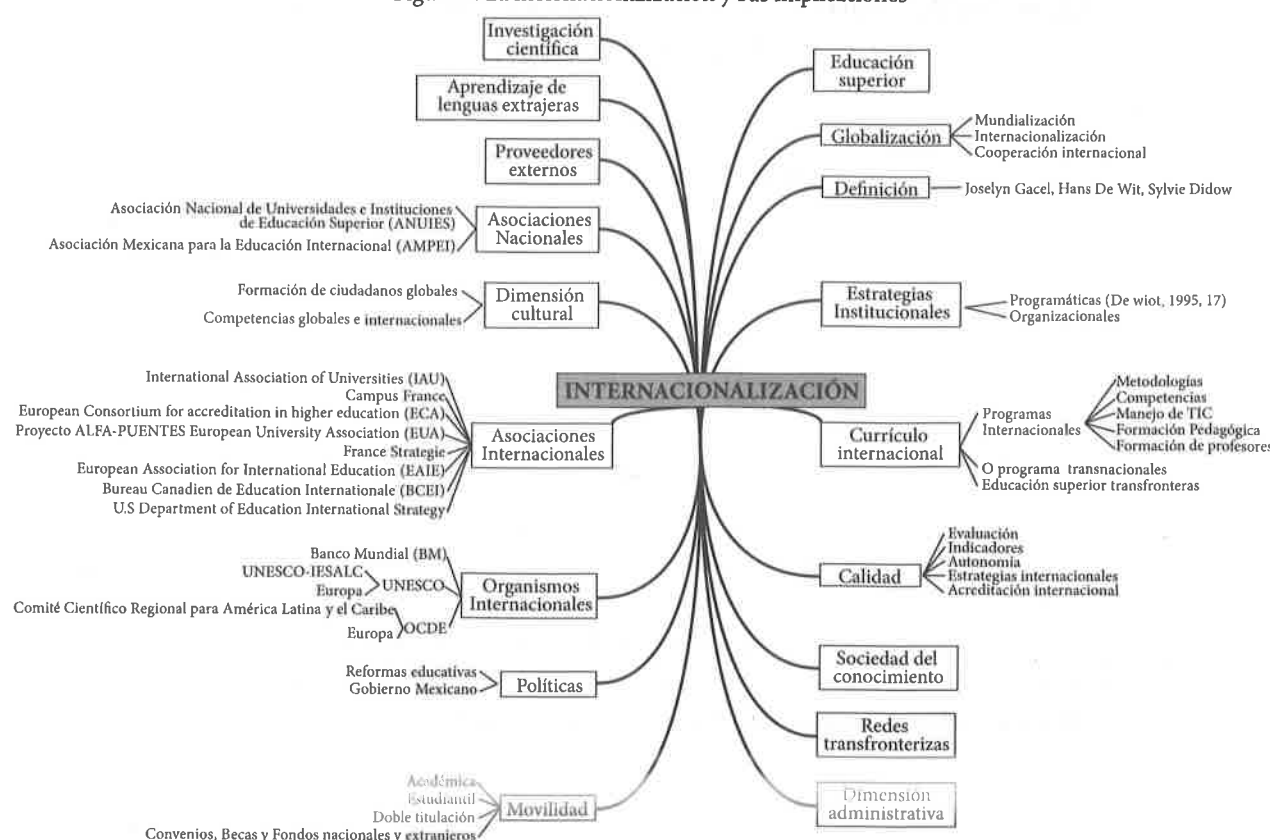 Investigación
científica
Aprendizaje de
lenguas extrajeras
Proveedores
externos
Asociación Nacional de Universidades e Instituciones
de Educación Superior (ANUIES)
Asociación Mexicana para la Educación Internacional (AMPEI)
Asociaciones
Nacionales
Formación de ciudadanos globales
Competencias globales e internacionales
Dimensión
cultural
International Association of Universities (IAU)
Campus France
European Consortium for accreditation in higher education (ECA)
Proyecto ALFA-PUENTES European University Association (EUA)
France Strategie
European Association for International Education (EAIE)
Bureau Canadien de Education Internationale (BCEI)
U.S Department of Education International Strategy
Asociaciones
Internacionales
Banco Mundial (BM)
UNESCO-IESALC
Europa
UNESCO
Comité Científico Regional para América Latina y el Caribe
Europa
OCDE
Organismos
Internacionales
Reformas educativas
Gobierno Mexicano
Políticas
Académica
Estudiantil
Doble titulación
Convenios, Becas y Fondos nacionales y extranjeros
Movilidad
INTERNACIONALIZACIÓN
Educación
superior
Globalización
Mundialización
Internacionalización
Cooperación internacional
Definición
Joselyn Gacel, Hans De Wit, Sylvie Didow
Estrategias
Institucionales
Programáticas (De wiot, 1995, 17)
Organizacionales
Currículo
internacional
Programas
Internacionales
Metodologías
Competencias
Manejo de TIC
Formación Pedagógica
Formación de profesores
O programa transnacionales
Educación superior transfronteras
Calidad
Evaluación
Indicadores
Autonomía
Estrategias internacionales
Acreditación internacional
Sociedad del
conocimiento
Redes
transfronterizas
Dimensión
administrativa